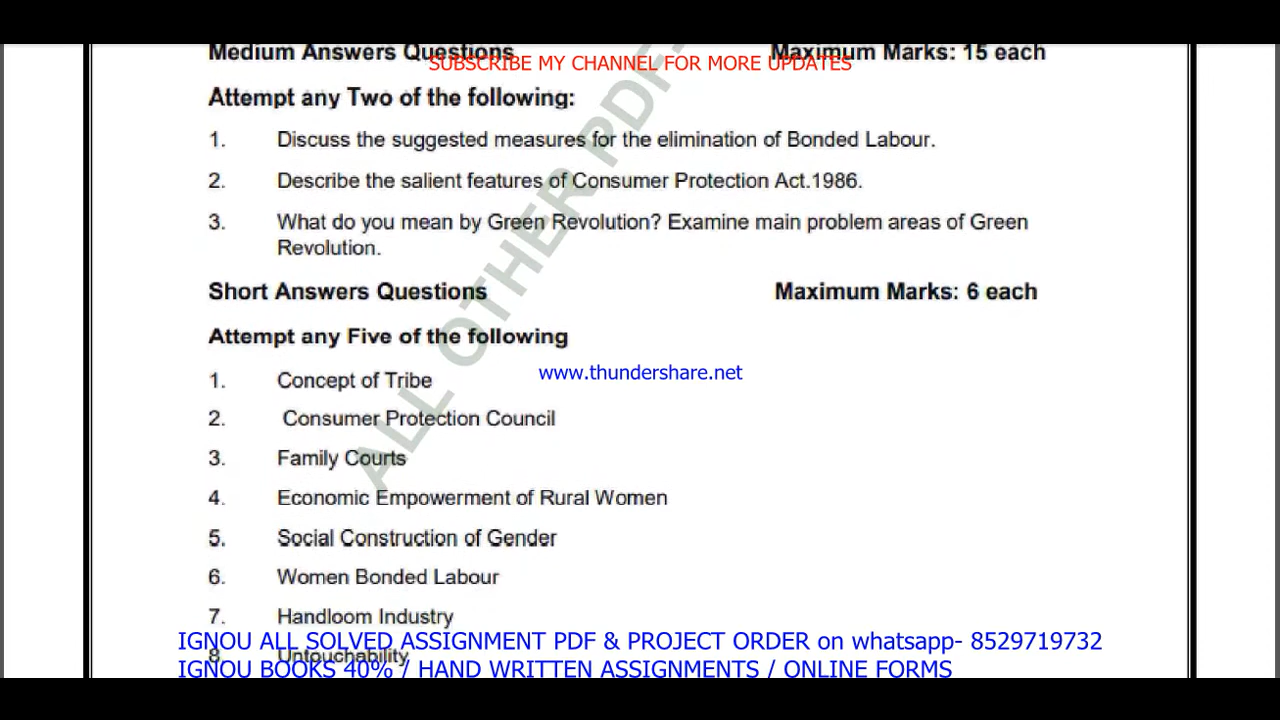 Medium Answers Questions Maximum Marks: 15 each
SUBSCRIBE MY CHANNEL FOR MORE UPDATES
Attempt any Two of the following:
1. Discuss the suggested measures for the elimination of Bonded Labour.
2. Describe the salient features of Consumer Protection Act.1986.
3. What do you mean by Green Revolution? Examine main problem areas of Green
Revolution.
Short Answers Questions Maximum Marks: 6 each
Attempt any Five of the following
1. Concept of Tribe
www.thundershare.net
2. Consumer Protection Council
3. Family Courts
4. Economic Empowerment of Rural Women
5. Social Construction of Gender
6. Women Bonded Labour
7. Handloom Industry
IGNOU ALL SOLVED ASSIGNMENT PDF & PROJECT ORDER on whatsapp- 8529719732
8. Untouchability
IGNOU BOOKS 40% / HAND WRITTEN ASSIGNMENTS / ONLINE FORMS
ALL OTHER PDF.